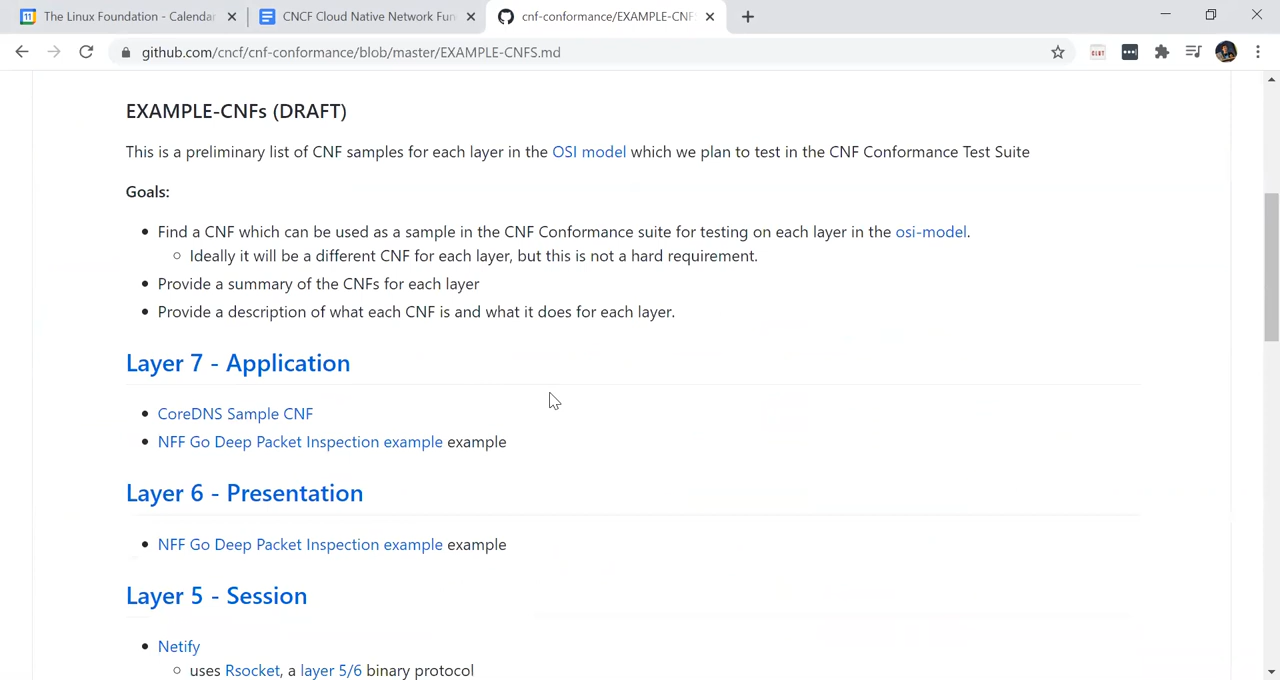 The Linux Foundation - Calendar
CNCF Cloud Native Network Fun
cnf-conformance/EXAMPLE-CNFS
github.com/cncf/cnf-conformance/blob/master/EXAMPLE-CNFS.md
EXAMPLE-CNFs (DRAFT)
This is a preliminary list of CNF samples for each layer in the OSI model which we plan to test in the CNF Conformance Test Suite
Goals:
Find a CNF which can be used as a sample in the CNF Conformance suite for testing on each layer in the osi-model.
Ideally it will be a different CNF for each layer, but this is not a hard requirement.
Provide a summary of the CNFs for each layer
Provide a description of what each CNF is and what it does for each layer.
Layer 7 - Application
CoreDNS Sample CNF
NFF Go Deep Packet Inspection example example
Layer 6 - Presentation
NFF Go Deep Packet Inspection example example
Layer 5 - Session
Netify
uses Rsocket, a layer 5/6 binary protocol